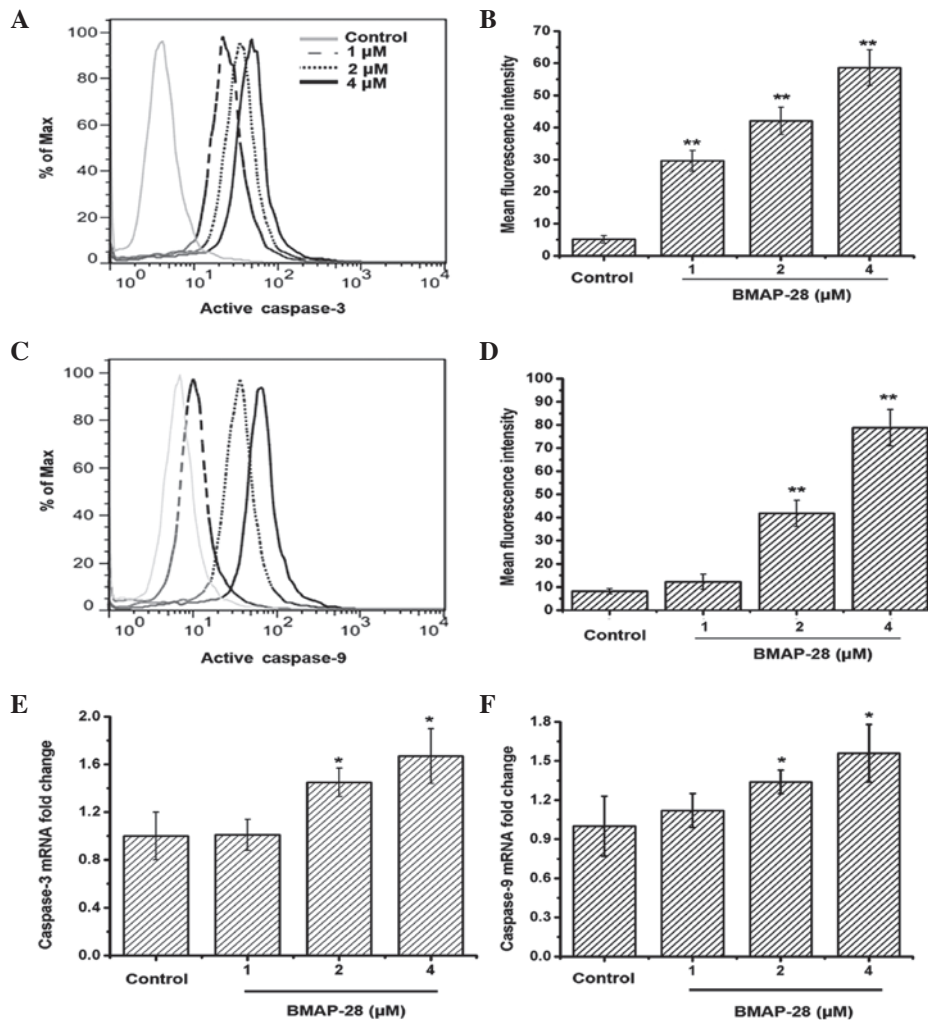 A
% of Max
100
80
60
40
20
0
10⁰
10¹
10²
10³
10⁴
Active caspase-3
Control
1 µM
2 µM
4 µM
B
Mean fluorescence intensity
70
60
50
40
30
20
10
0
**
**
**
Control
1
2
4
BMAP-28 (µM)
C
% of Max
100
80
60
40
20
0
10⁰
10¹
10²
10³
10⁴
Active caspase-9
D
Mean fluorescence intensity
100
90
80
70
60
50
40
30
20
10
0
**
**
Control
1
2
4
BMAP-28 (µM)
E
Caspase-3 mRNA fold change
2.0
1.6
1.2
0.8
0.4
0.0
*
*
Control
1
2
4
BMAP-28 (µM)
F
Caspase-9 mRNA fold change
1.8
1.5
1.2
0.9
0.6
0.3
0.0
*
*
Control
1
2
4
BMAP-28 (µM)